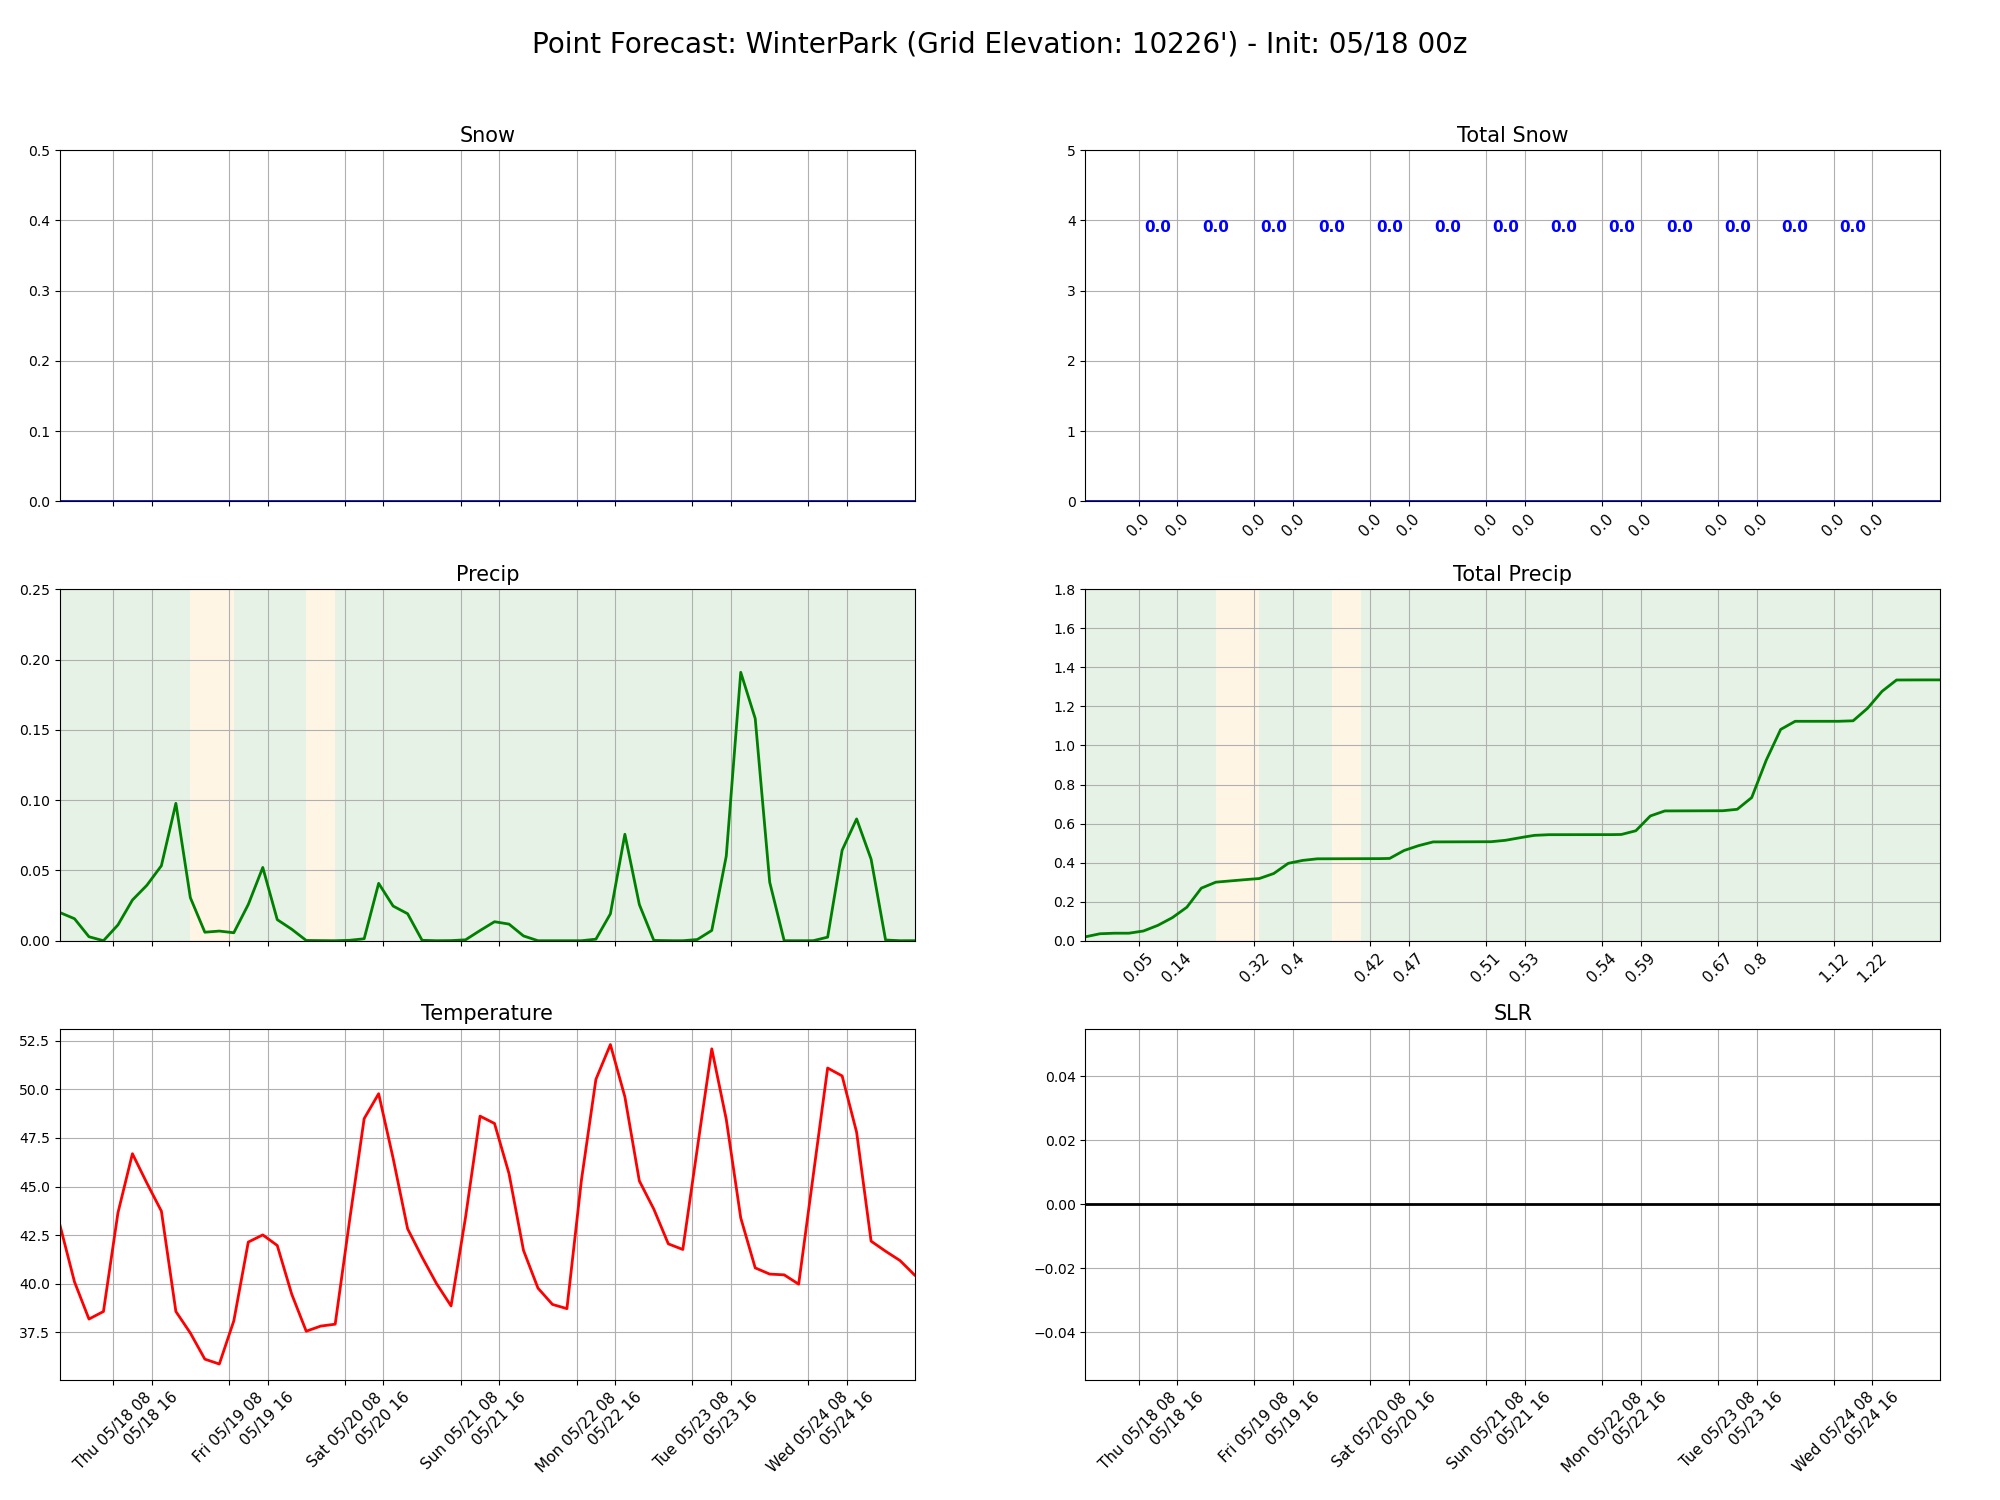 Point Forecast: WinterPark (Grid Elevation: 10226') - Init: 05/18 00z
Snow
0.5
0.4
0.3
0.2
0.1
0.0
Total Snow
5
4
3
2
1
0
0.0 0.0 0.0 0.0 0.0 0.0 0.0 0.0 0.0 0.0 0.0 0.0 0.0
0.0 0.0 0.0 0.0 0.0 0.0 0.0 0.0 0.0 0.0 0.0 0.0 0.0 0.0
Precip
0.25
0.20
0.15
0.10
0.05
0.00
Total Precip
1.8
1.6
1.4
1.2
1.0
0.8
0.6
0.4
0.2
0.0
0.05 0.14 0.32 0.4 0.42 0.47 0.51 0.53 0.54 0.59 0.67 0.8 1.12 1.22
Temperature
52.5
50.0
47.5
45.0
42.5
40.0
37.5
Thu 05/18 08
05/18 16
Fri 05/19 08
05/19 16
Sat 05/20 08
05/20 16
Sun 05/21 08
05/21 16
Mon 05/22 08
05/22 16
Tue 05/23 08
05/23 16
Wed 05/24 08
05/24 16
SLR
0.04
0.02
0.00
−0.02
−0.04
Thu 05/18 08
05/18 16
Fri 05/19 08
05/19 16
Sat 05/20 08
05/20 16
Sun 05/21 08
05/21 16
Mon 05/22 08
05/22 16
Tue 05/23 08
05/23 16
Wed 05/24 08
05/24 16